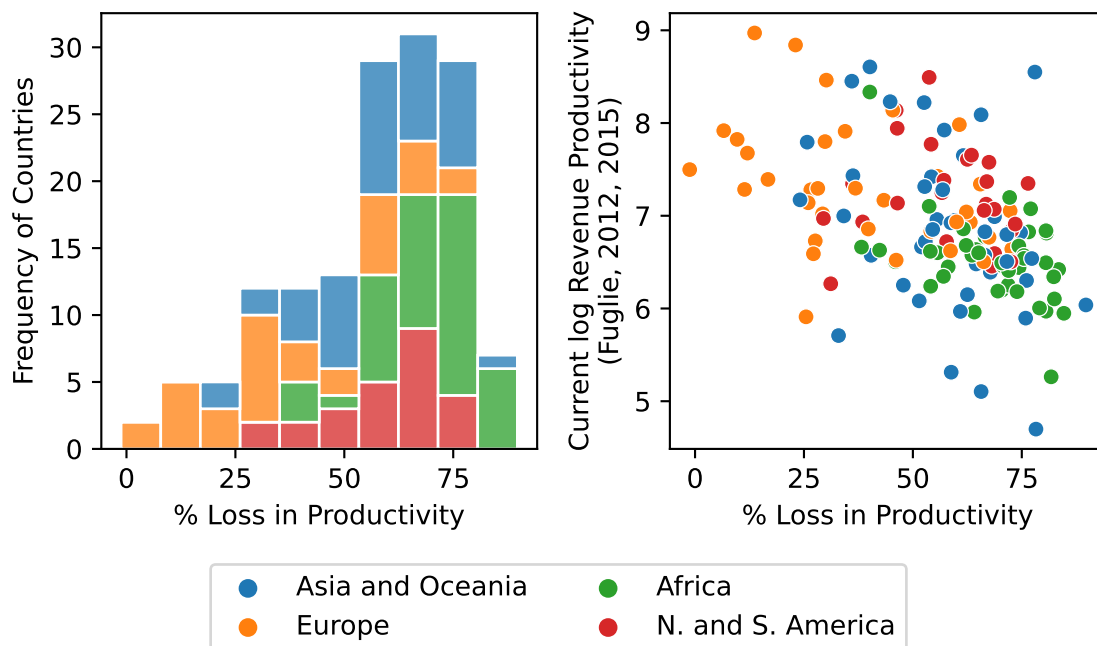 30
25
20
15
10
5
0
Frequency of Countries
0 25 50 75
% Loss in Productivity
9
8
7
6
5
Current log Revenue Productivity
(Fuglie, 2012, 2015)
0 25 50 75
% Loss in Productivity
Asia and Oceania
Europe
Africa
N. and S. America